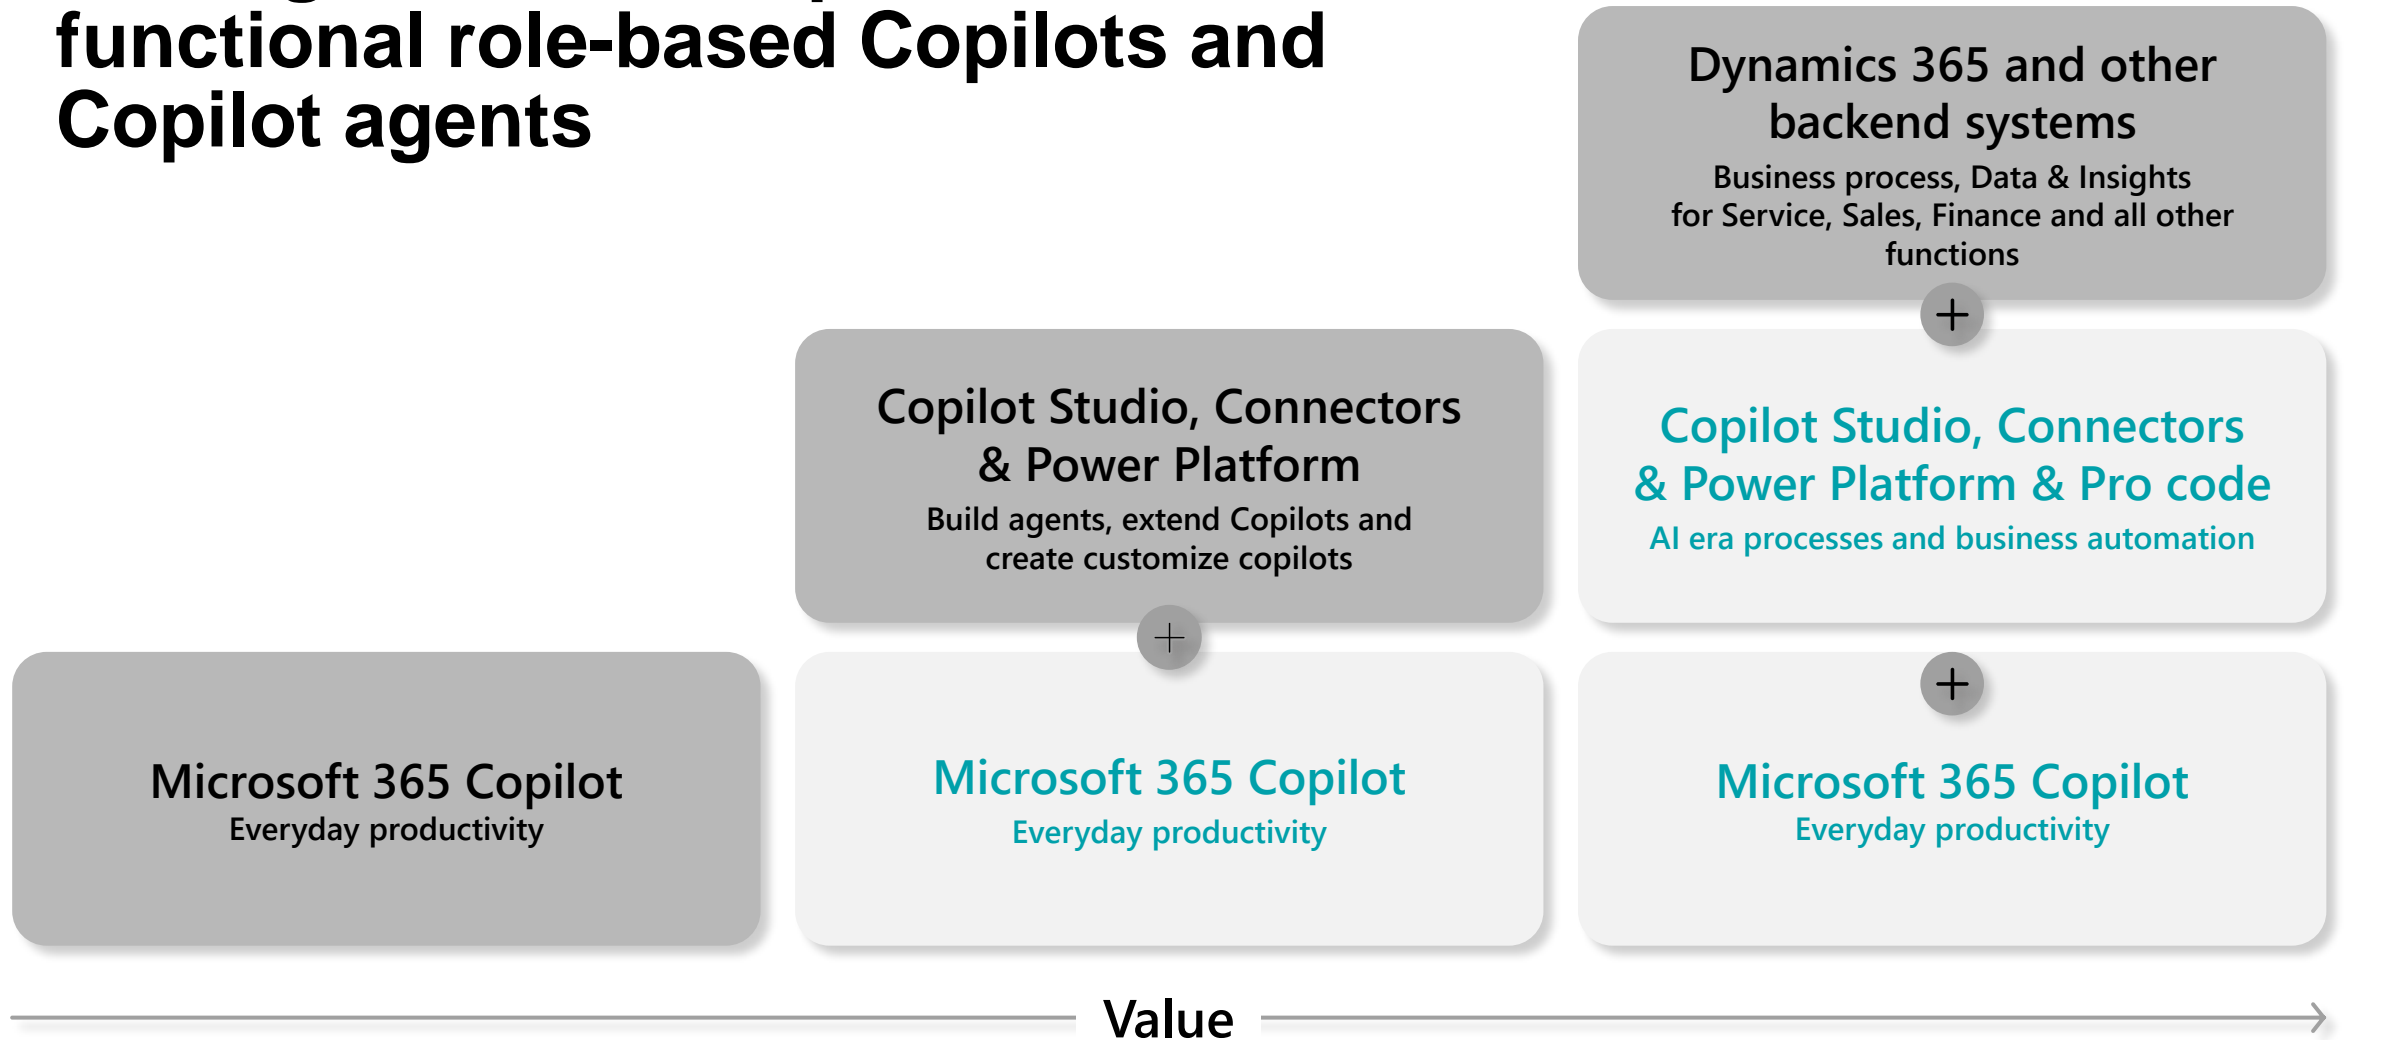 functional role-based Copilots and
Copilot agents
Dynamics 365 and other
backend systems
Business process, Data & Insights
for Service, Sales, Finance and all other
functions
+
Copilot Studio, Connectors
& Power Platform
Build agents, extend Copilots and
create customize copilots
+
Copilot Studio, Connectors
& Power Platform & Pro code
AI era processes and business automation
+
Microsoft 365 Copilot
Everyday productivity
Microsoft 365 Copilot
Everyday productivity
Microsoft 365 Copilot
Everyday productivity
Value